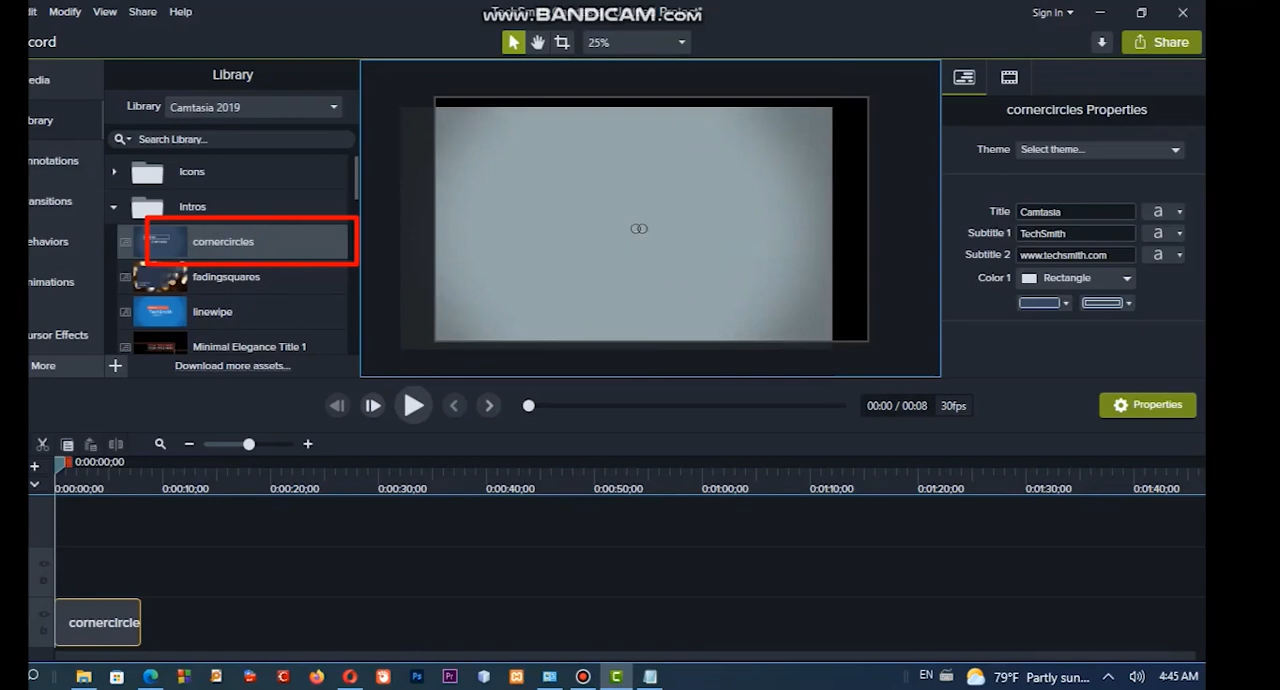 dit Modify View Share Help
www.BANDICAM.com
Sign In
cord
25%
Share
edia
brary
nnotations
ansitions
ehaviors
nimations
ursor Effects
More
Library
Library Camtasia 2019
Search Library...
Icons
Intros
cornercircles
fadingsquares
linewipe
Minimal Elegance Title 1
Download more assets...
cornercircles Properties
Theme Select theme...
Title Camtasia a
Subtitle 1 TechSmith a
Subtitle 2 www.techsmith.com a
Color 1 Rectangle
00:00 / 00:08 30fps
Properties
0:00:00;00
0:00:00;00 0:00:10;00 0:00:20;00 0:00:30;00 0:00:40;00 0:00:50;00 0:01:00;00 0:01:10;00 0:01:20;00 0:01:30;00 0:01:40;00
cornercircle
Ps Pr C
EN 79°F Partly sun... 4:45 AM